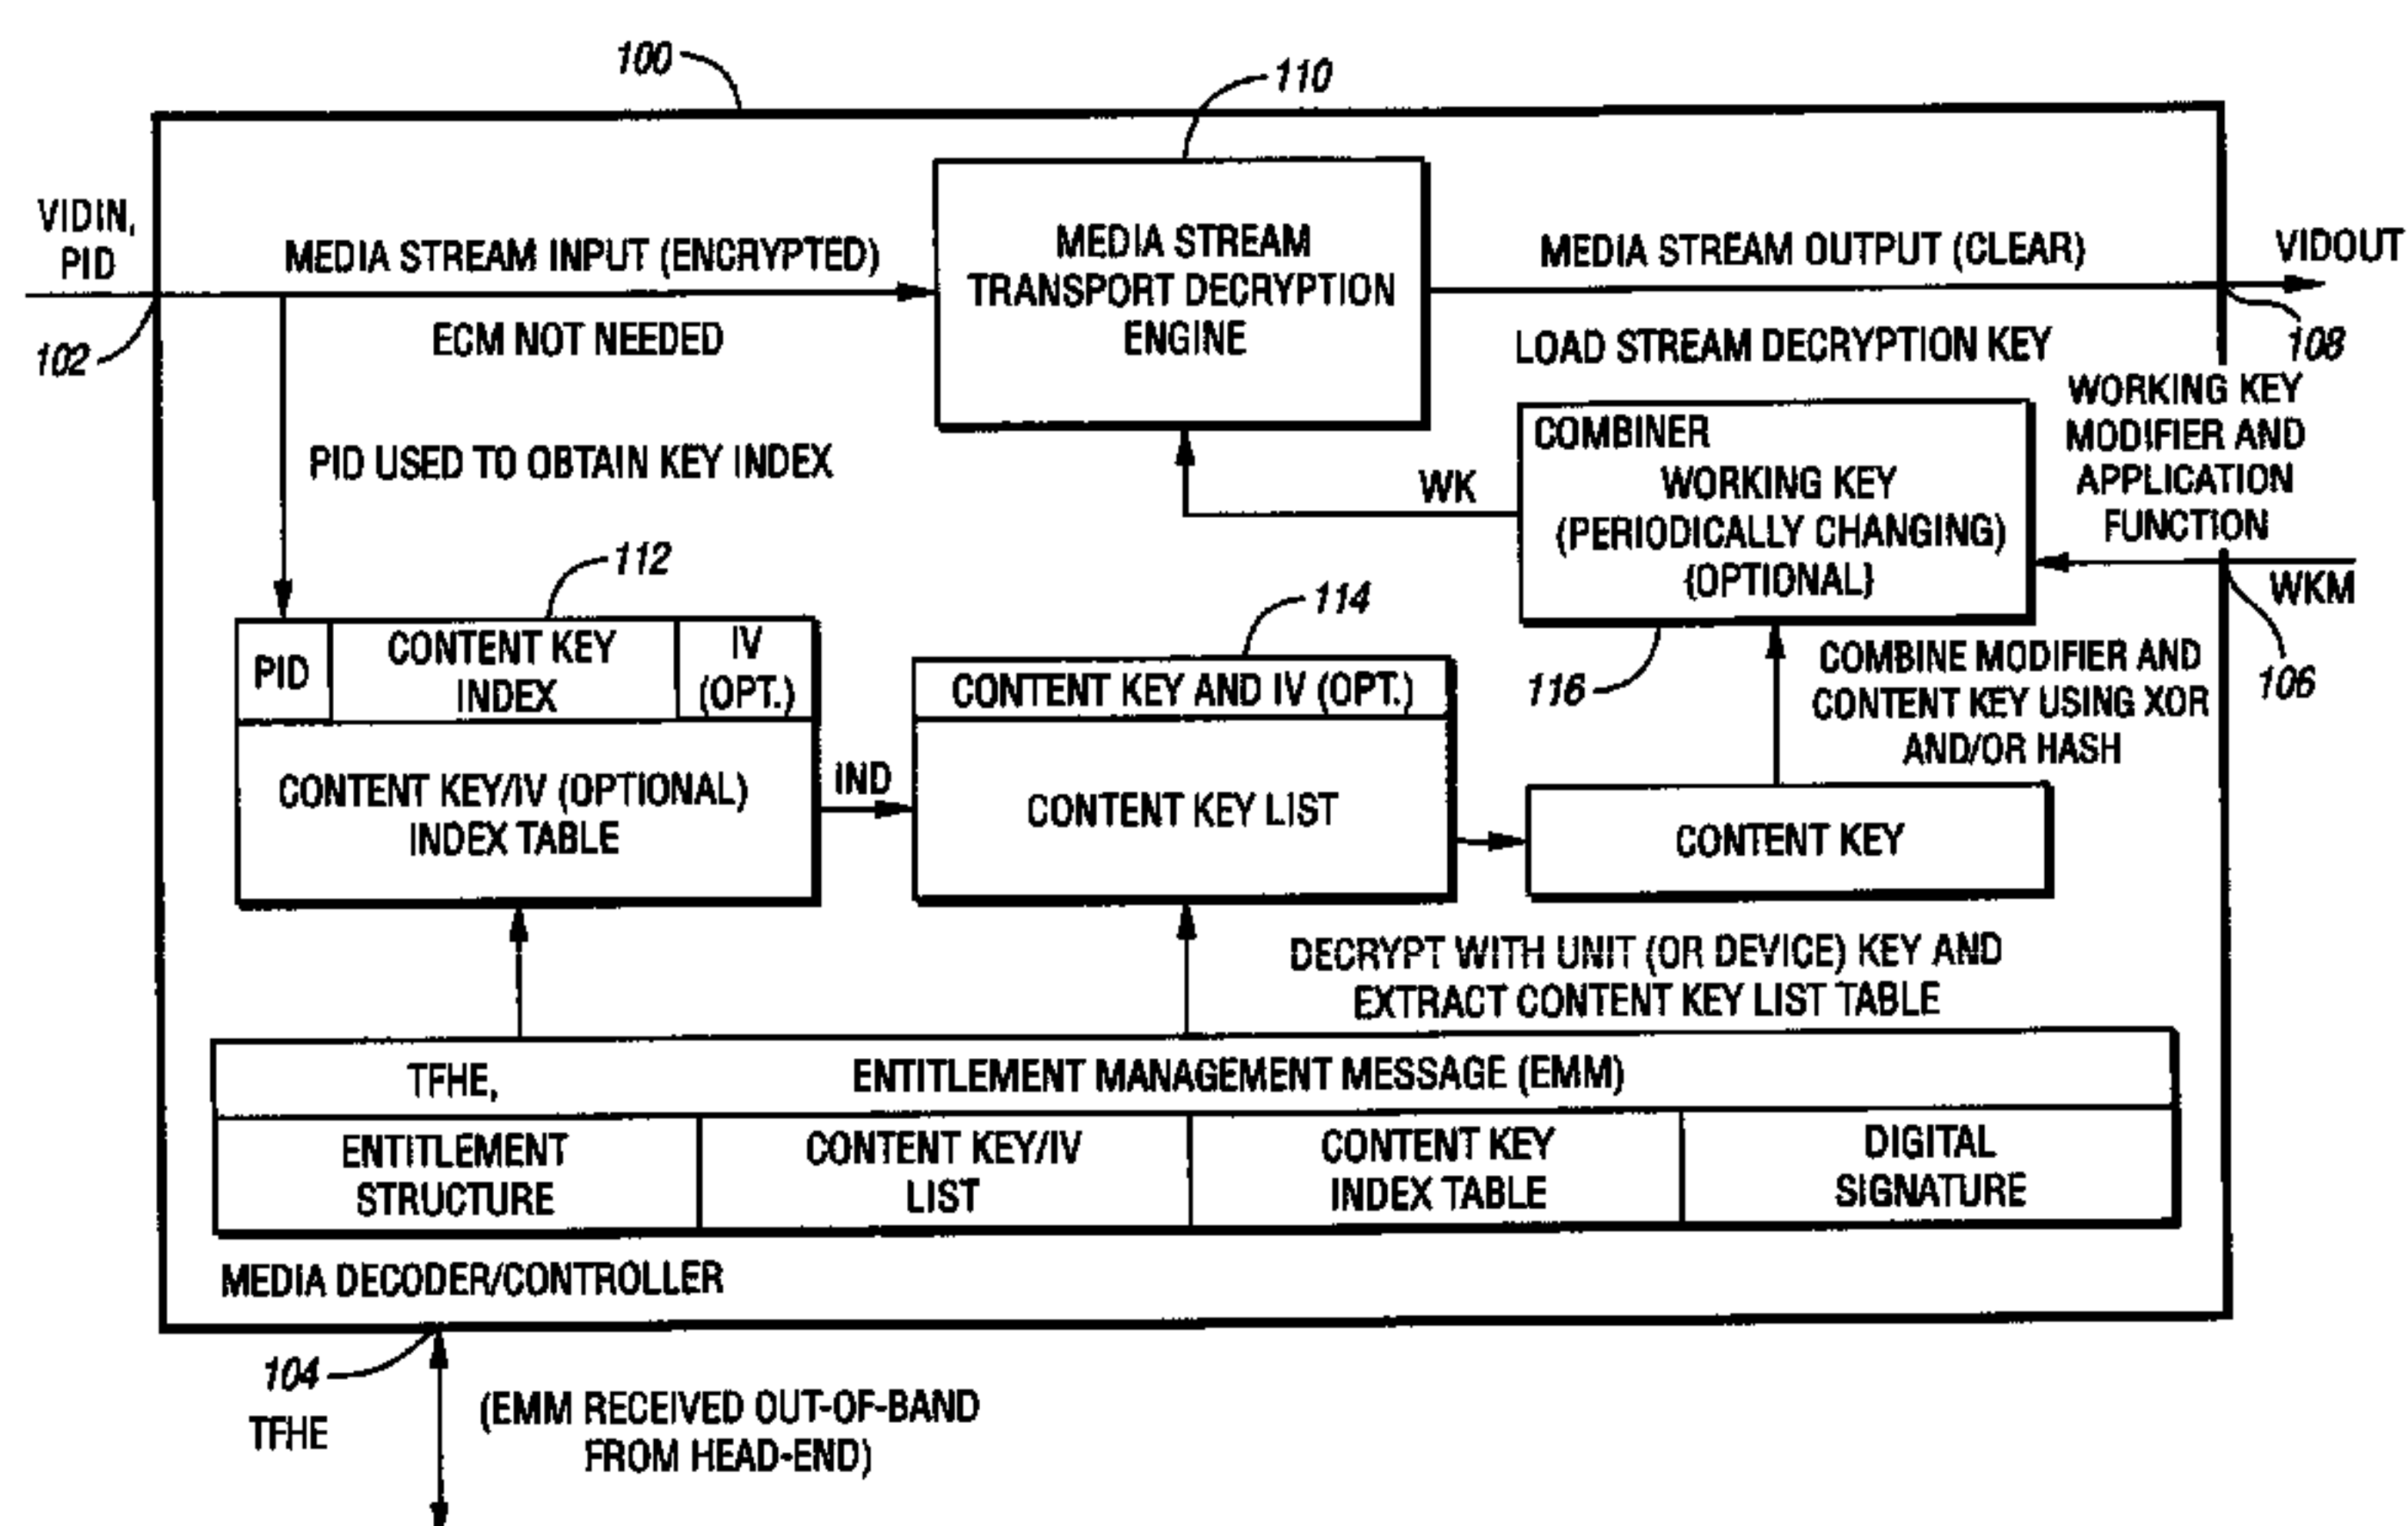 100
110
VIDIN,
PID
MEDIA STREAM INPUT (ENCRYPTED)
ECM NOT NEEDED
102
MEDIA STREAM
TRANSPORT DECRYPTION
ENGINE
MEDIA STREAM OUTPUT (CLEAR)
VIDOUT
108
LOAD STREAM DECRYPTION KEY
PID USED TO OBTAIN KEY INDEX
WK
COMBINER
WORKING KEY
(PERIODICALLY CHANGING)
{OPTIONAL}
WORKING KEY
MODIFIER AND
APPLICATION
FUNCTION
WKM
106
112
PID
CONTENT KEY
INDEX
IV
(OPT.)
CONTENT KEY/IV (OPTIONAL)
INDEX TABLE
IND
114
CONTENT KEY AND IV (OPT.)
CONTENT KEY LIST
116
COMBINE MODIFIER AND
CONTENT KEY USING XOR
AND/OR HASH
CONTENT KEY
DECRYPT WITH UNIT (OR DEVICE) KEY AND
EXTRACT CONTENT KEY LIST TABLE
TFHE,
ENTITLEMENT MANAGEMENT MESSAGE (EMM)
ENTITLEMENT
STRUCTURE
CONTENT KEY/IV
LIST
CONTENT KEY
INDEX TABLE
DIGITAL
SIGNATURE
MEDIA DECODER/CONTROLLER
104
TFHE
(EMM RECEIVED OUT-OF-BAND
FROM HEAD-END)